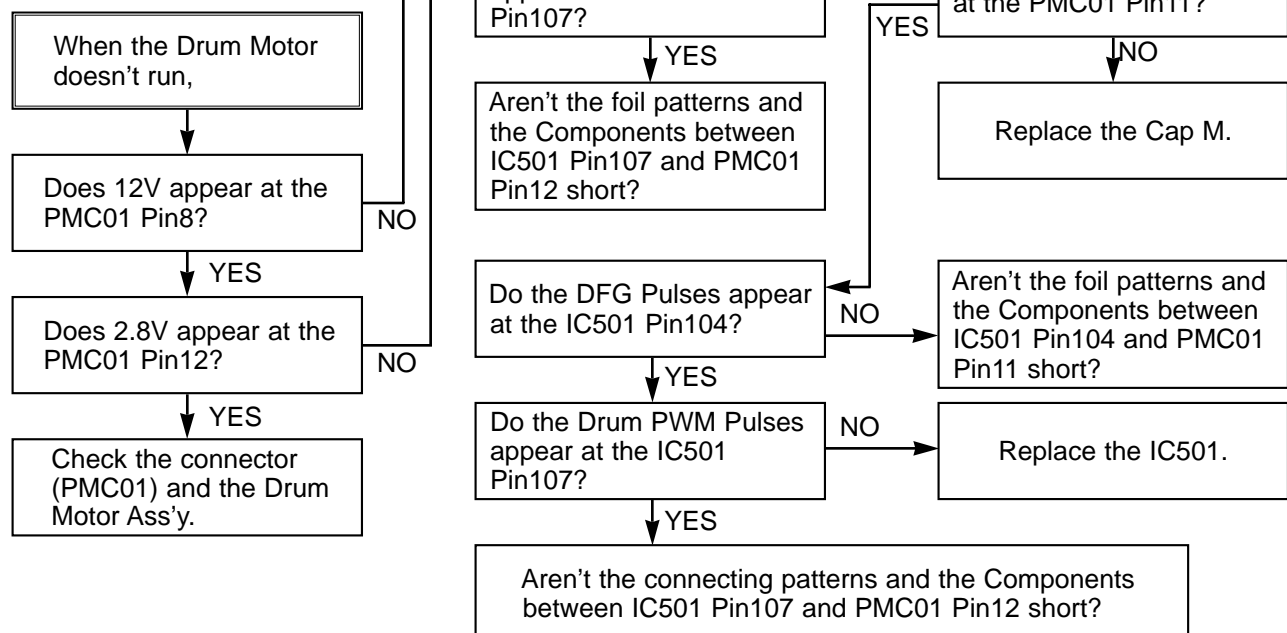 When the Drum Motor
doesn't run,
Does 12V appear at the
PMC01 Pin8?
NO
YES
Does 2.8V appear at the
PMC01 Pin12?
NO
YES
Check the connector
(PMC01) and the Drum
Motor Ass'y.
Pin107?
YES
Aren't the foil patterns and
the Components between
IC501 Pin107 and PMC01
Pin12 short?
at the PMC01 Pin11?
YES
NO
Replace the Cap M.
Do the DFG Pulses appear
at the IC501 Pin104?
NO
Aren't the foil patterns and
the Components between
IC501 Pin104 and PMC01
Pin11 short?
YES
Do the Drum PWM Pulses
appear at the IC501
Pin107?
NO
Replace the IC501.
YES
Aren't the connecting patterns and the Components
between IC501 Pin107 and PMC01 Pin12 short?